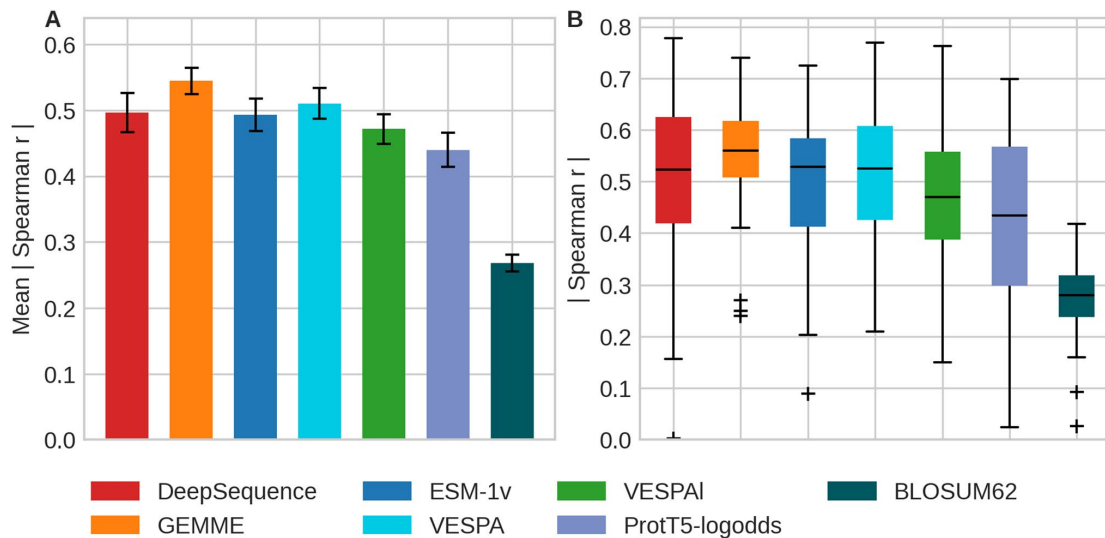 A
Mean | Spearman r |
0.6
0.5
0.4
0.3
0.2
0.1
0.0
B
| Spearman r |
0.8
0.7
0.6
0.5
0.4
0.3
0.2
0.1
0.0
DeepSequence
ESM-1v
VESPAl
BLOSUM62
GEMME
VESPA
ProtT5-logodds